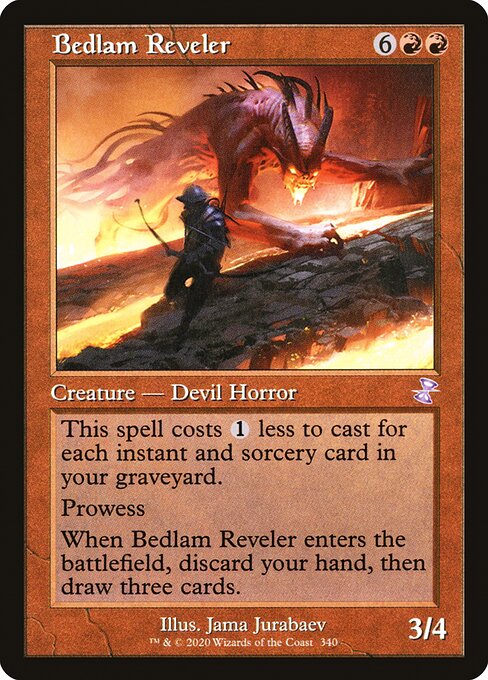 Bedlam Reveler 6
Creature — Devil Horror
This spell costs 1 less to cast for
each instant and sorcery card in
your graveyard.
Prowess
When Bedlam Reveler enters the
battlefield, discard your hand, then
draw three cards.
Illus. Jama Jurabaev
™ & © 2020 Wizards of the Coast 340
3/4